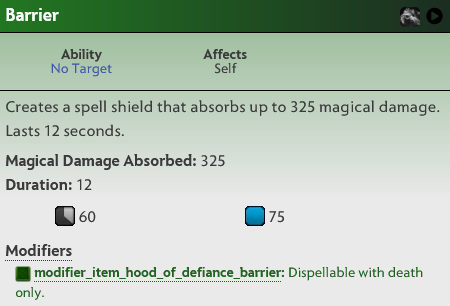 Barrier
Ability Affects
No Target Self
Creates a spell shield that absorbs up to 325 magical damage.
Lasts 12 seconds.
Magical Damage Absorbed: 325
Duration: 12
60 75
Modifiers
modifier_item_hood_of_defiance_barrier: Dispellable with death
only.